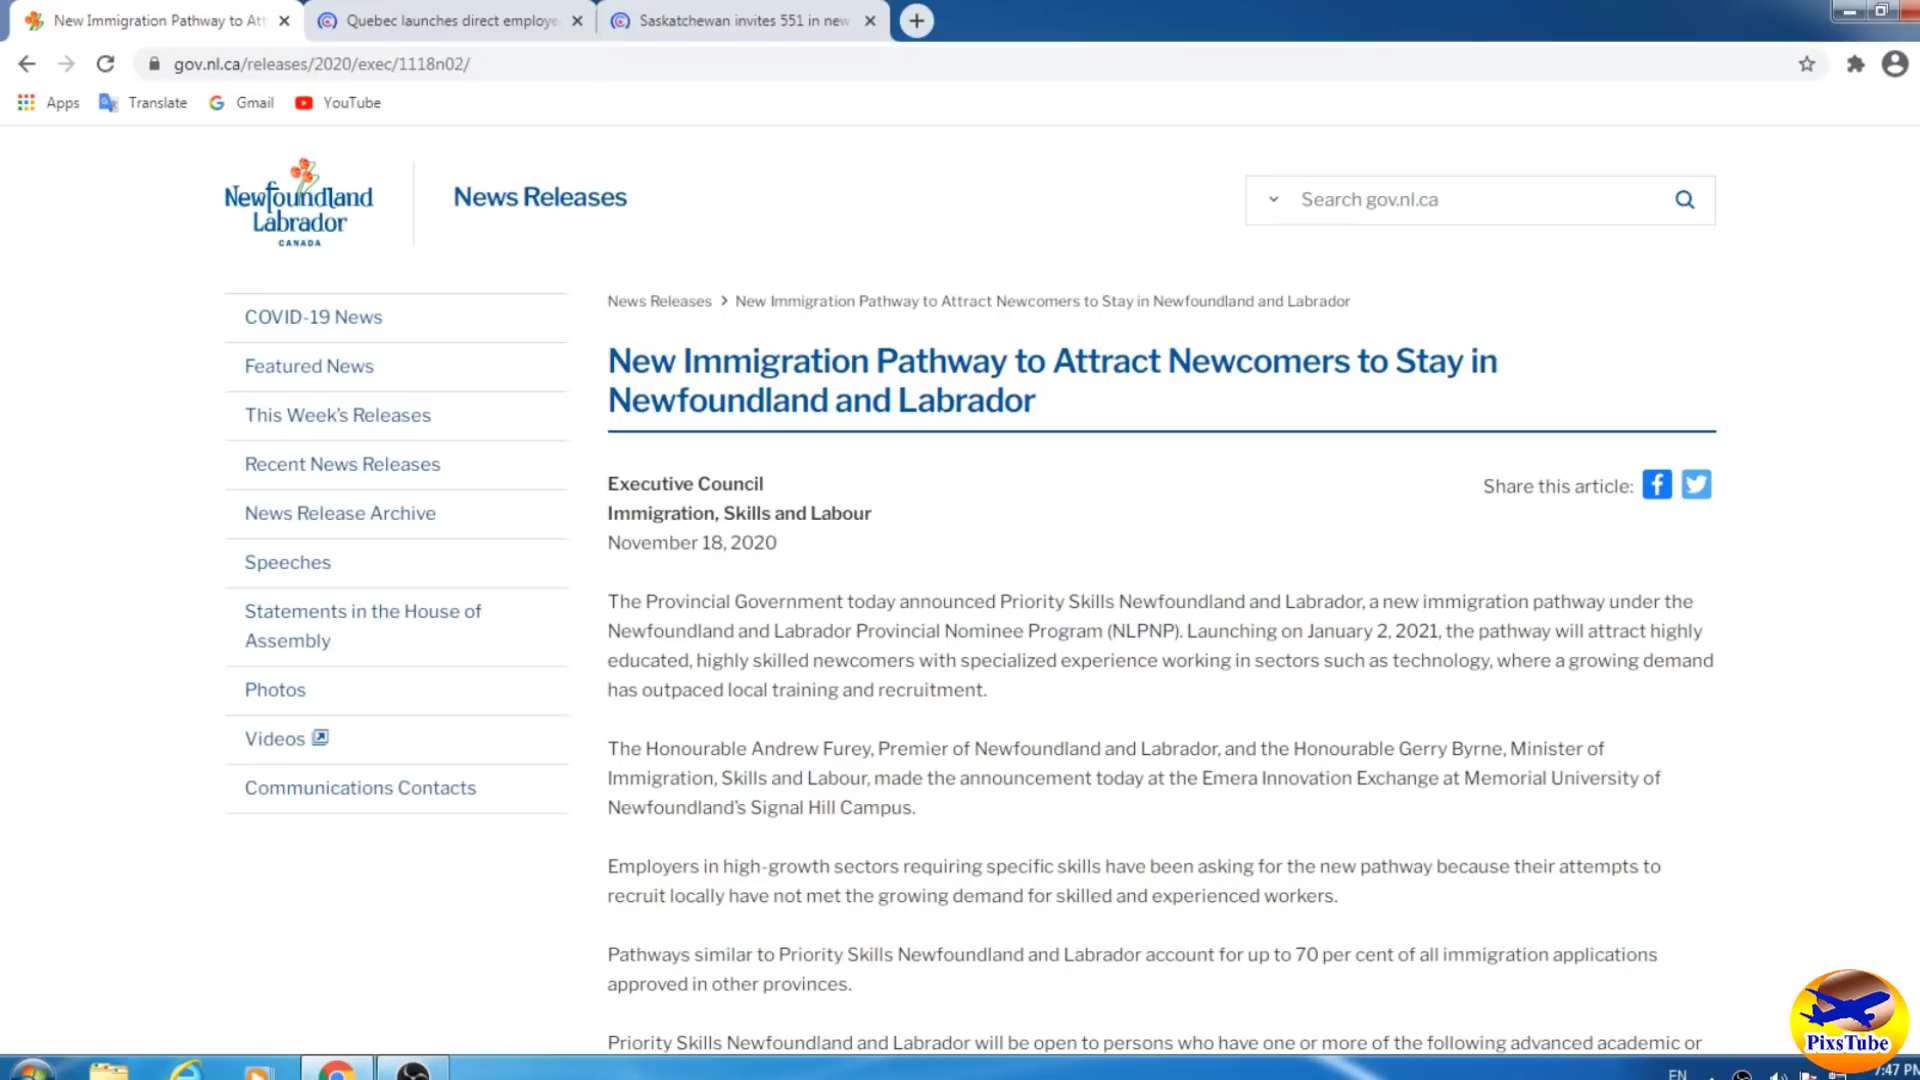 New Immigration Pathway to Att
Quebec launches direct employe
Saskatchewan invites 551 in new
gov.nl.ca/releases/2020/exec/1118n02/
Apps
Translate
Gmail
YouTube
Newfoundland
Labrador
CANADA
News Releases
Search gov.nl.ca
COVID-19 News
Featured News
This Week's Releases
Recent News Releases
News Release Archive
Speeches
Statements in the House of
Assembly
Photos
Videos
Communications Contacts
News Releases > New Immigration Pathway to Attract Newcomers to Stay in Newfoundland and Labrador
New Immigration Pathway to Attract Newcomers to Stay in
Newfoundland and Labrador
Executive Council
Immigration, Skills and Labour
November 18, 2020
Share this article:
The Provincial Government today announced Priority Skills Newfoundland and Labrador, a new immigration pathway under the
Newfoundland and Labrador Provincial Nominee Program (NLPNP). Launching on January 2, 2021, the pathway will attract highly
educated, highly skilled newcomers with specialized experience working in sectors such as technology, where a growing demand
has outpaced local training and recruitment.
The Honourable Andrew Furey, Premier of Newfoundland and Labrador, and the Honourable Gerry Byrne, Minister of
Immigration, Skills and Labour, made the announcement today at the Emera Innovation Exchange at Memorial University of
Newfoundland's Signal Hill Campus.
Employers in high-growth sectors requiring specific skills have been asking for the new pathway because their attempts to
recruit locally have not met the growing demand for skilled and experienced workers.
Pathways similar to Priority Skills Newfoundland and Labrador account for up to 70 per cent of all immigration applications
approved in other provinces.
Priority Skills Newfoundland and Labrador will be open to persons who have one or more of the following advanced academic or
PixsTube
EN
7:47 PM